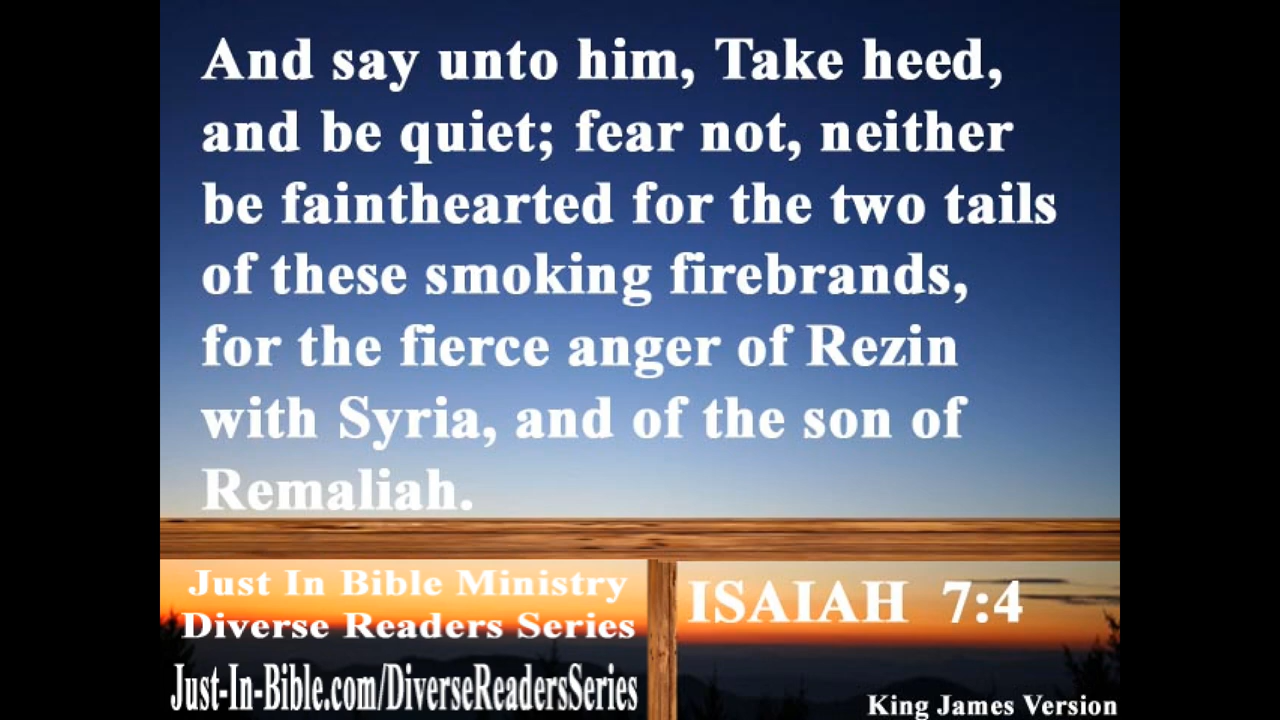 And say unto him, Take heed,
and be quiet; fear not, neither
be fainthearted for the two tails
of these smoking firebrands,
for the fierce anger of Rezin
with Syria, and of the son of
Remaliah.
Just In Bible Ministry
Diverse Readers Series
Just-In-Bible.com/DiverseReadersSeries
ISAIAH 7:4
King James Version